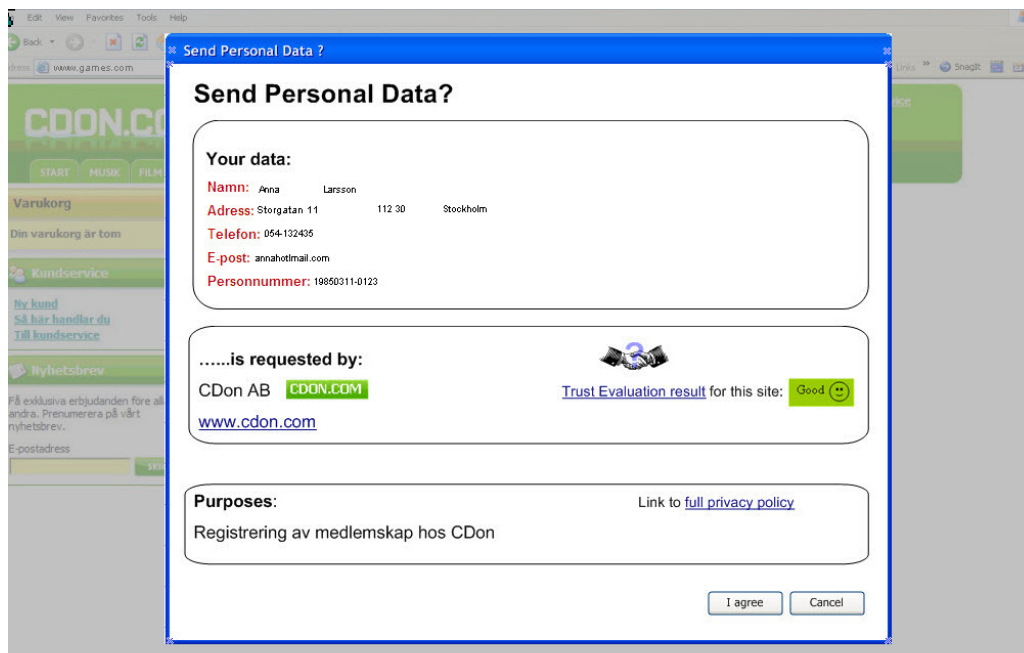 Edit View Favorites Tools Help
Back
www.games.com
Links » SnagIt
CDON.CO
START MUSIK FILM
Varukorg
Din varukorg är tom
Kundservice
Ny kund
Så här handlar du
Till kundservice
Nyhetsbrev
Få exklusiva erbjudanden före alla
andra. Prenumerera på vårt
nyhetsbrev.
E-postadress
Send Personal Data ?
Send Personal Data?
Your data:
Namn: Anna Larsson
Adress: Storgatan 11 112 30 Stockholm
Telefon: 054-132435
E-post: annahotlmail.com
Personnummer: 19850311-0123
......is requested by:
CDon AB CDON.COM
Trust Evaluation result for this site: Good
www.cdon.com
Purposes:
Link to full privacy policy
Registrering av medlemskap hos CDon
I agree Cancel